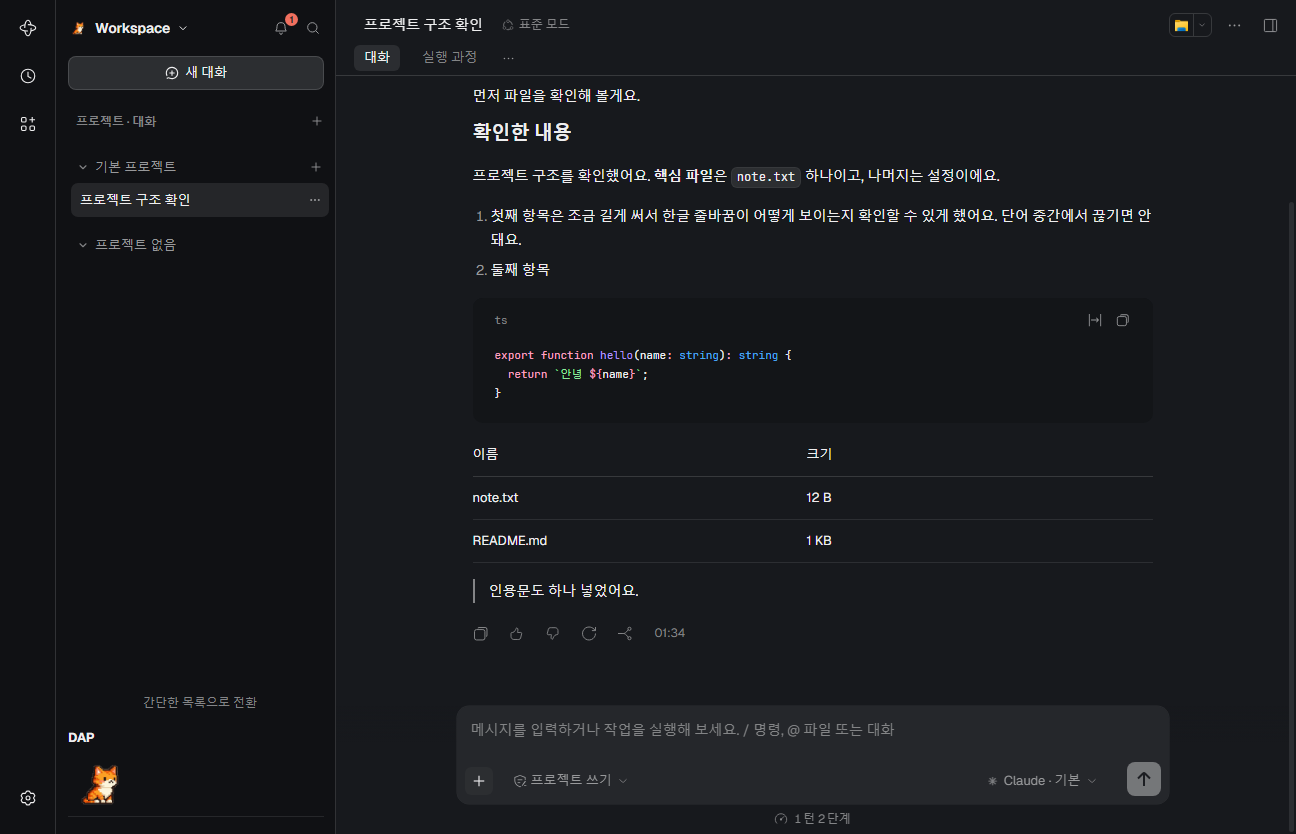 Workspace
1
새 대화
프로젝트 · 대화
기본 프로젝트
프로젝트 구조 확인
프로젝트 없음
간단한 목록으로 전환
DAP
프로젝트 구조 확인
표준 모드
대화
실행 과정
먼저 파일을 확인해 볼게요.
확인한 내용
프로젝트 구조를 확인했어요. 핵심 파일은 note.txt 하나이고, 나머지는 설정이에요.
1. 첫째 항목은 조금 길게 써서 한글 줄바꿈이 어떻게 보이는지 확인할 수 있게 했어요. 단어 중간에서 끊기면 안
돼요.
2. 둘째 항목
ts
export function hello(name: string): string {
  return `안녕 ${name}`;
}
이름 크기
note.txt 12 B
README.md 1 KB
인용문도 하나 넣었어요.
01:34
메시지를 입력하거나 작업을 실행해 보세요. / 명령, @ 파일 또는 대화
프로젝트 쓰기
Claude · 기본
1 턴 2 단계